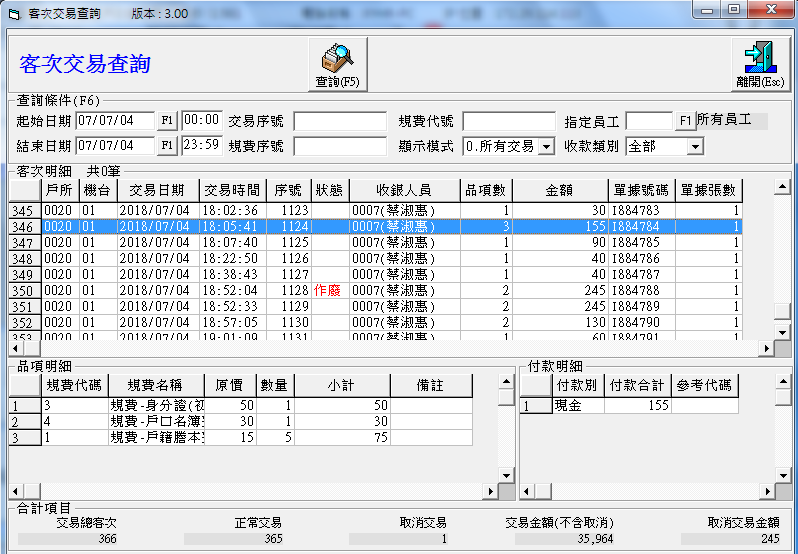 客次交易查詢 版本 : 3.00
客次交易查詢
查詢(F5)
離開(Esc)
查詢條件(F6)
起始日期 07/07/04 F1 00:00 交易序號 規費代號 指定員工 F1 所有員工
結束日期 07/07/04 F1 23:59 規費序號 顯示模式 0.所有交易 收款類別 全部
客次明細 共0筆
戶所 機台 交易日期 交易時間 序號 狀態 收銀人員 品項數 金額 單據號碼 單據張數
345 0020 01 2018/07/04 18:02:36 1123 0007(蔡淑惠) 1 30 I884783 1
346 0020 01 2018/07/04 18:05:41 1124 0007(蔡淑惠) 3 155 I884784 1
347 0020 01 2018/07/04 18:07:40 1125 0007(蔡淑惠) 1 90 I884785 1
348 0020 01 2018/07/04 18:22:50 1126 0007(蔡淑惠) 1 40 I884786 1
349 0020 01 2018/07/04 18:38:43 1127 0007(蔡淑惠) 1 40 I884787 1
350 0020 01 2018/07/04 18:52:04 1128 作廢 0007(蔡淑惠) 2 245 I884788 1
351 0020 01 2018/07/04 18:52:33 1129 0007(蔡淑惠) 2 245 I884789 1
352 0020 01 2018/07/04 18:57:05 1130 0007(蔡淑惠) 2 130 I884790 1
353 0020 01 2018/07/04 19:01:09 1131 0007(蔡淑惠) 1 60 I884791 1
品項明細
規費代碼 規費名稱 原價 數量 小計 備註
1 3 規費-身分證(初 50 1 50
2 4 規費-戶口名簿 30 1 30
3 1 規費-戶籍謄本 15 5 75
付款明細
付款別 付款合計 參考代碼
1 現金 155
合計項目
交易總客次 正常交易 取消交易 交易金額(不含取消) 取消交易金額
366 365 1 35,964 245